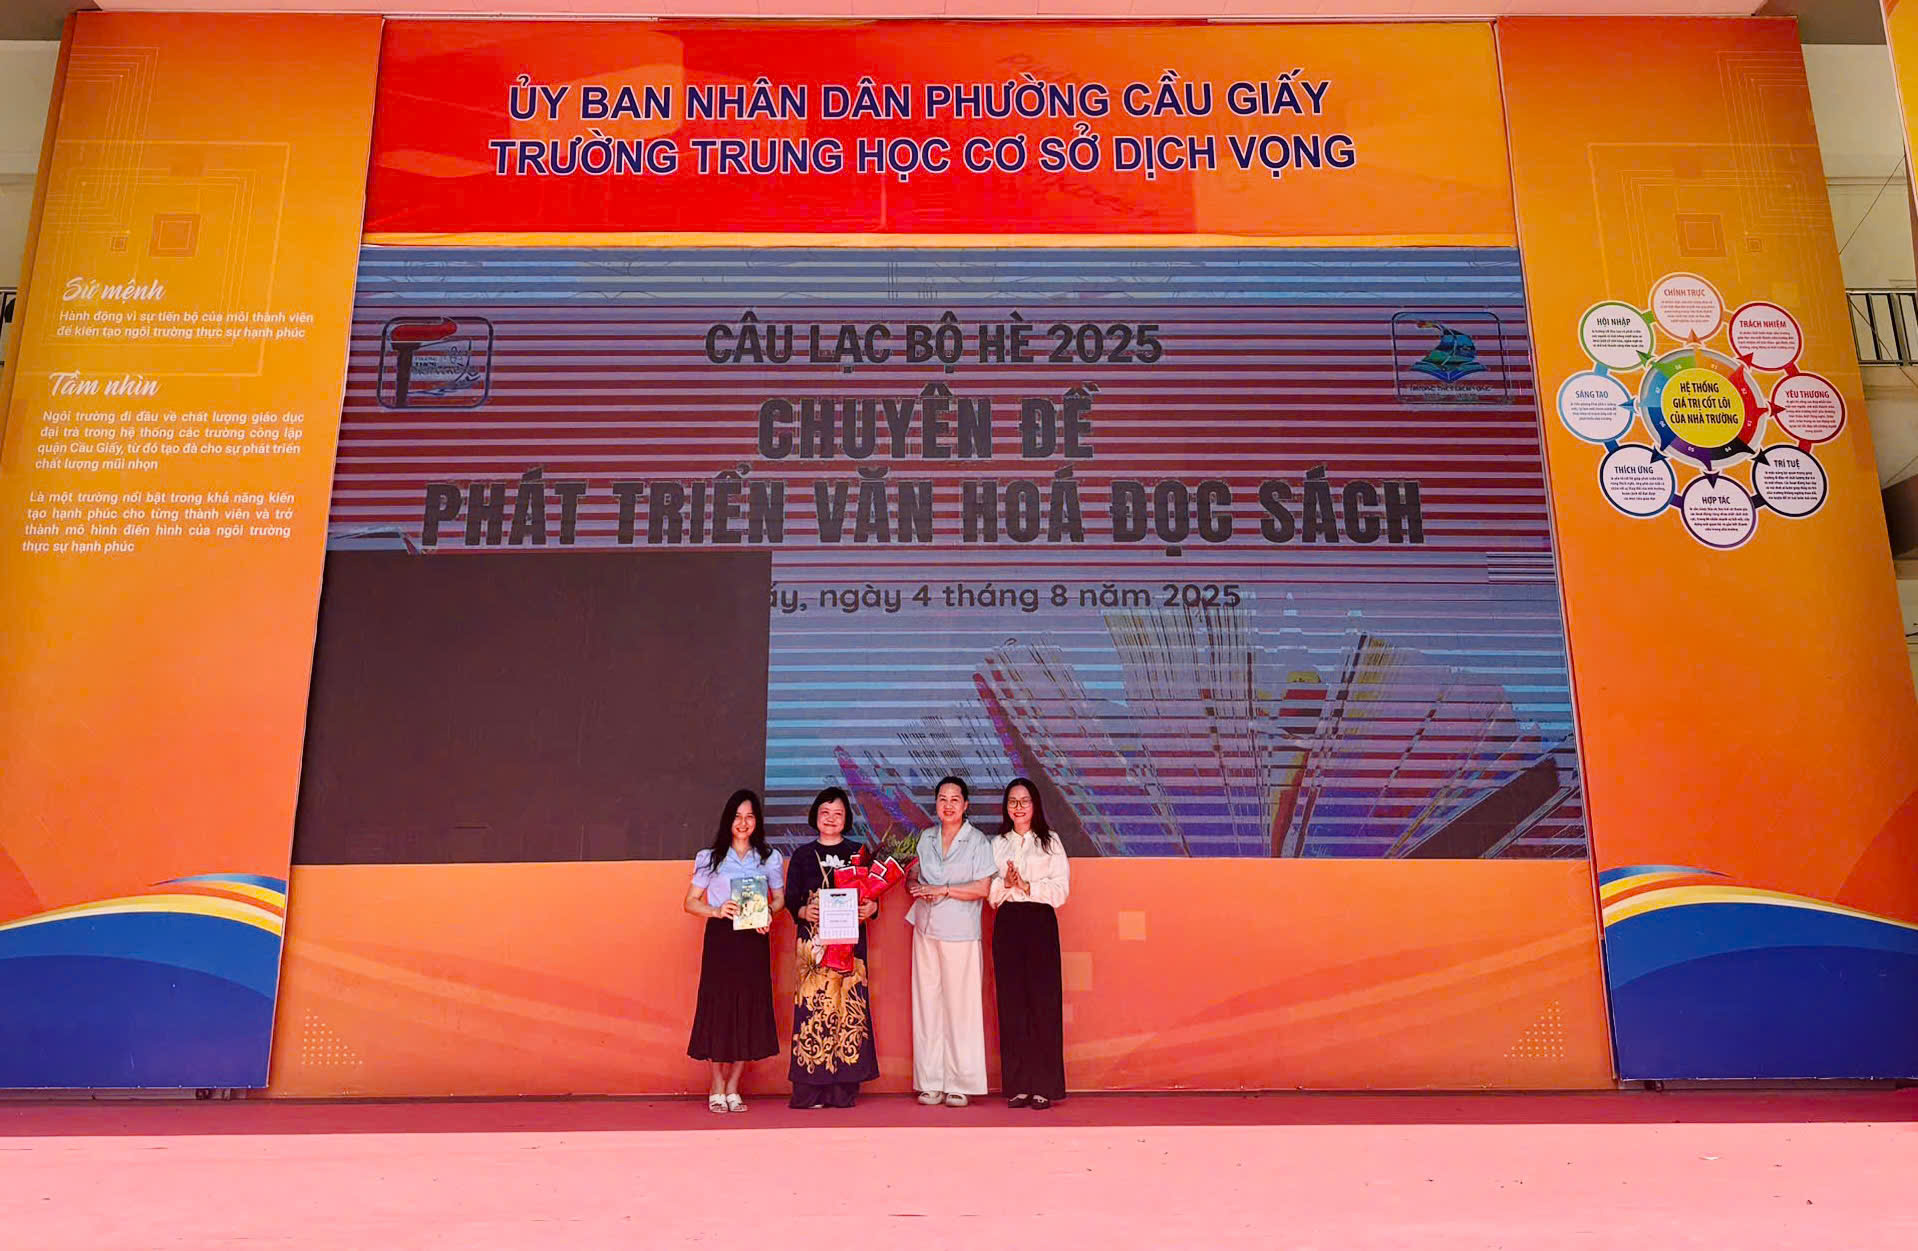 ỦY BAN NHÂN DÂN PHƯỜNG CẦU GIẤY
TRƯỜNG TRUNG HỌC CƠ SỞ DỊCH VỌNG
Sứ mệnh
Hành động vì sự tiến bộ của mỗi thành viên
để kiến tạo ngôi trường thực sự hạnh phúc
Tầm nhìn
Ngôi trường đi đầu về chất lượng giáo dục
đại trà trong hệ thống các trường công lập
quận Cầu Giấy, từ đó tạo đà cho sự phát triển
chất lượng mũi nhọn
Là một trường nổi bật trong khả năng kiến
tạo hạnh phúc cho từng thành viên và trở
thành mô hình điển hình của ngôi trường
thực sự hạnh phúc
CÂU LẠC BỘ HÈ 2025
CHUYÊN ĐỀ
PHÁT TRIỂN VĂN HOÁ ĐỌC SÁCH
ấy, ngày 4 tháng 8 năm 2025
HỆ THỐNG
GIÁ TRỊ CỐT LÕI
CỦA NHÀ TRƯỜNG
CHÍNH TRỰC
TRÁCH NHIỆM
YÊU THƯƠNG
TRÍ TUỆ
HỢP TÁC
THÍCH ỨNG
SÁNG TẠO
HỘI NHẬP